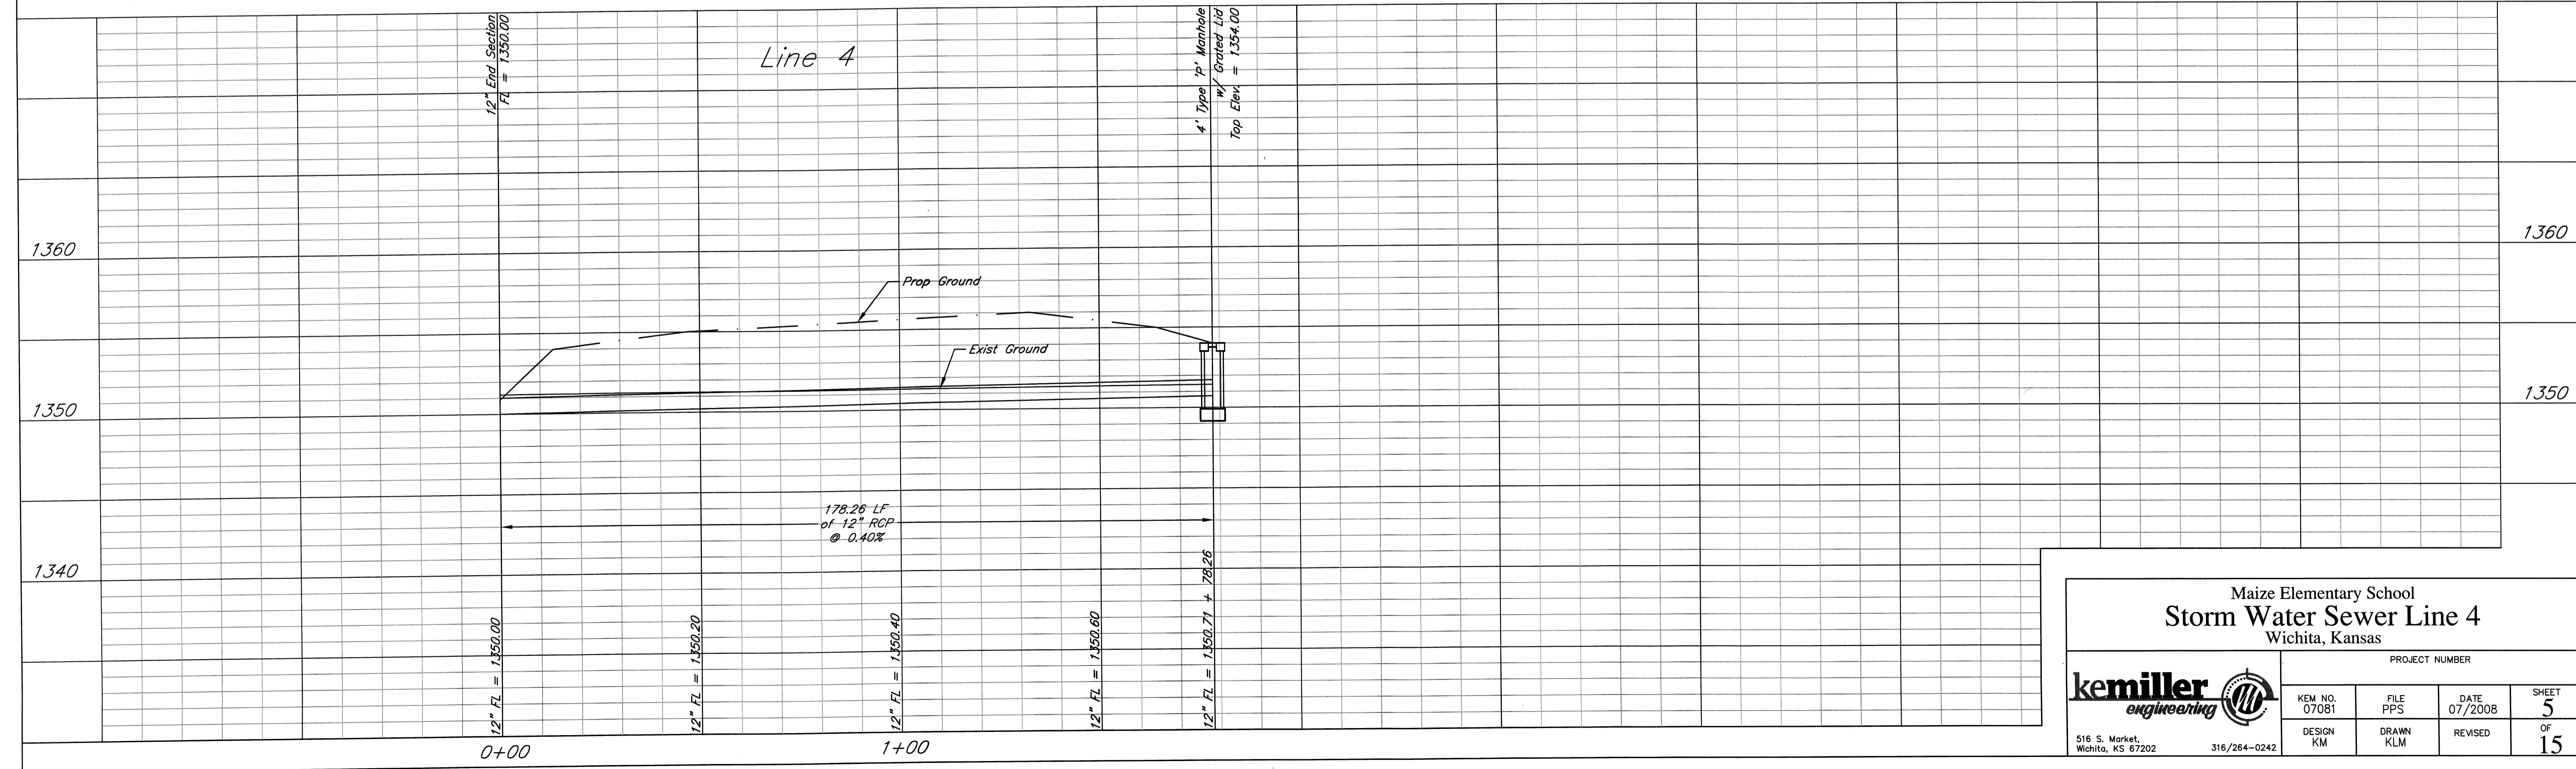 12" End Section
FL = 1350.00
Line 4
4' Type 'P' Manhole
w/ Grated Lid
Top Elev. = 1354.00
1360
1360
Prop Ground
Exist Ground
1350
1350
178.26 LF
of 12" RCP
@ 0.40%
1340
12" FL = 1350.00
12" FL = 1350.20
12" FL = 1350.40
12" FL = 1350.60
12" FL = 1350.71 + 78.26
0+00
1+00
Maize Elementary School
Storm Water Sewer Line 4
Wichita, Kansas
kemiller
engineering
516 S. Market,
Wichita, KS 67202 316/264-0242
PROJECT NUMBER
KEM NO.
07081
FILE
PPS
DATE
07/2008
SHEET
5
OF
15
DESIGN
KM
DRAWN
KLM
REVISED